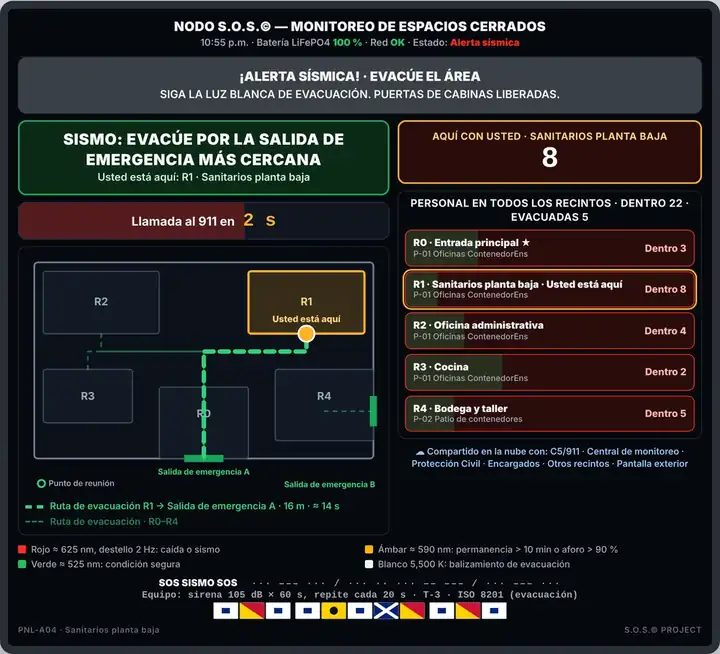 NODO S.O.S.© — MONITOREO DE ESPACIOS CERRADOS
10:55 p.m. · Batería LiFePO4 100 % · Red OK · Estado: Alerta sísmica
¡ALERTA SÍSMICA! · EVACÚE EL ÁREA
SIGA LA LUZ BLANCA DE EVACUACIÓN. PUERTAS DE CABINAS LIBERADAS.
SISMO: EVACÚE POR LA SALIDA DE
EMERGENCIA MÁS CERCANA
Usted está aquí: R1 · Sanitarios planta baja
Llamada al 911 en 2 s
R2
R1
Usted está aquí
R3
R0
R4
Salida de emergencia A
Punto de reunión
Salida de emergencia B
Ruta de evacuación R1 → Salida de emergencia A · 16 m · ≈ 14 s
Ruta de evacuación · R0–R4
AQUÍ CON USTED · SANITARIOS PLANTA BAJA
8
PERSONAL EN TODOS LOS RECINTOS · DENTRO 22 ·
EVACUADAS 5
R0 · Entrada principal ★
P-01 Oficinas ContenedorEns
Dentro 3
R1 · Sanitarios planta baja · Usted está aquí
P-01 Oficinas ContenedorEns
Dentro 8
R2 · Oficina administrativa
P-01 Oficinas ContenedorEns
Dentro 4
R3 · Cocina
P-01 Oficinas ContenedorEns
Dentro 2
R4 · Bodega y taller
P-02 Patio de contenedores
Dentro 5
☁ Compartido en la nube con: C5/911 · Central de monitoreo ·
Protección Civil · Encargados · Otros recintos · Pantalla exterior
Rojo ≈ 625 nm, destello 2 Hz: caída o sismo
Ámbar ≈ 590 nm: permanencia > 10 min o aforo > 90 %
Verde ≈ 525 nm: condición segura
Blanco 5,500 K: balizamiento de evacuación
SOS SISMO SOS ··· --- ··· / ··· ·· ··· -- --- / ··· --- ···
Equipo: sirena 105 dB × 60 s, repite cada 20 s · T-3 · ISO 8201 (evacuación)
PNL-A04 · Sanitarios planta baja
S.O.S.© PROJECT